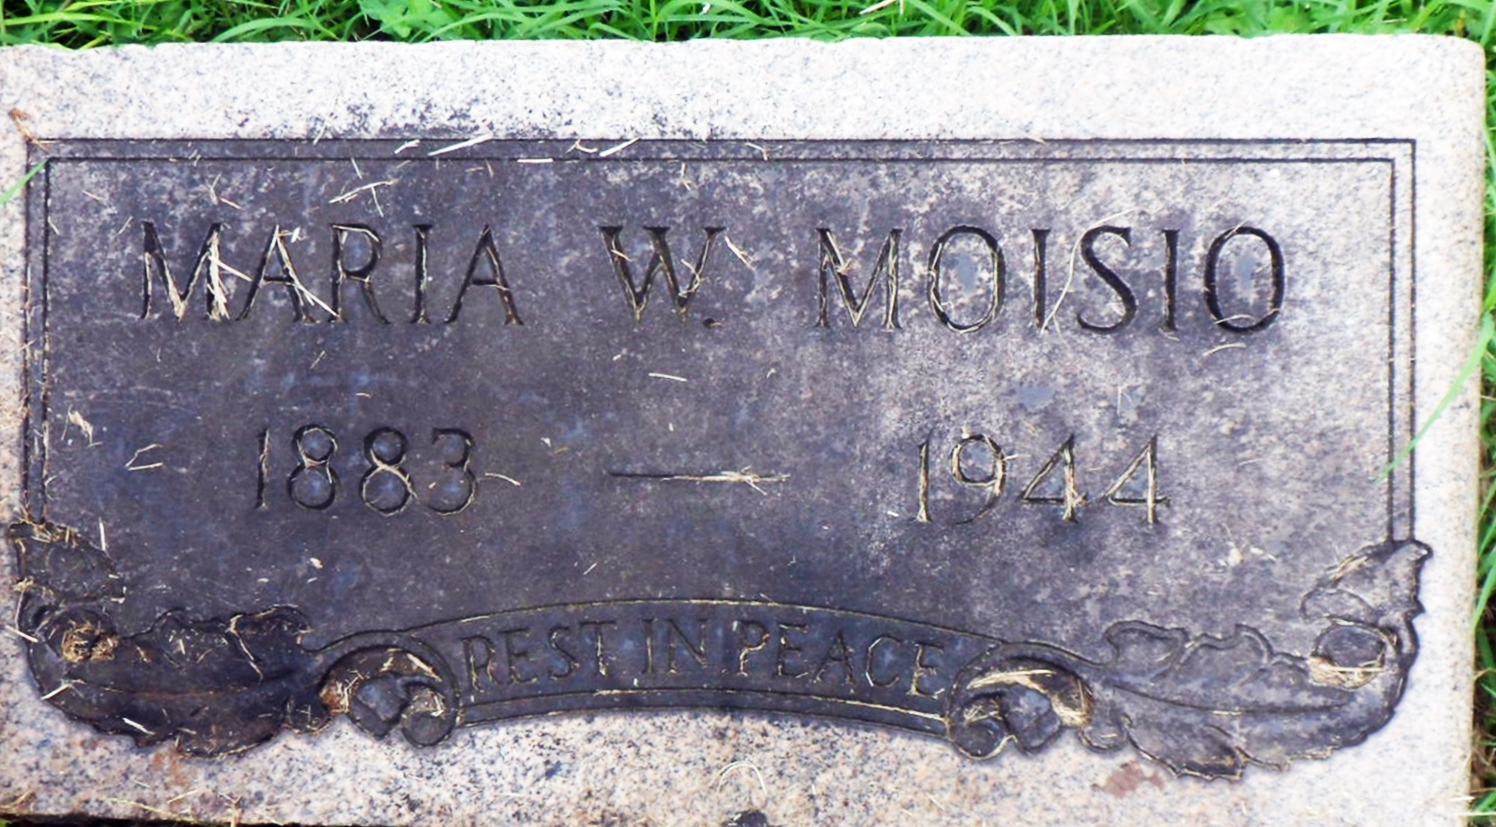 MARIA W. MOISIO
1883 — 1944
REST IN PEACE